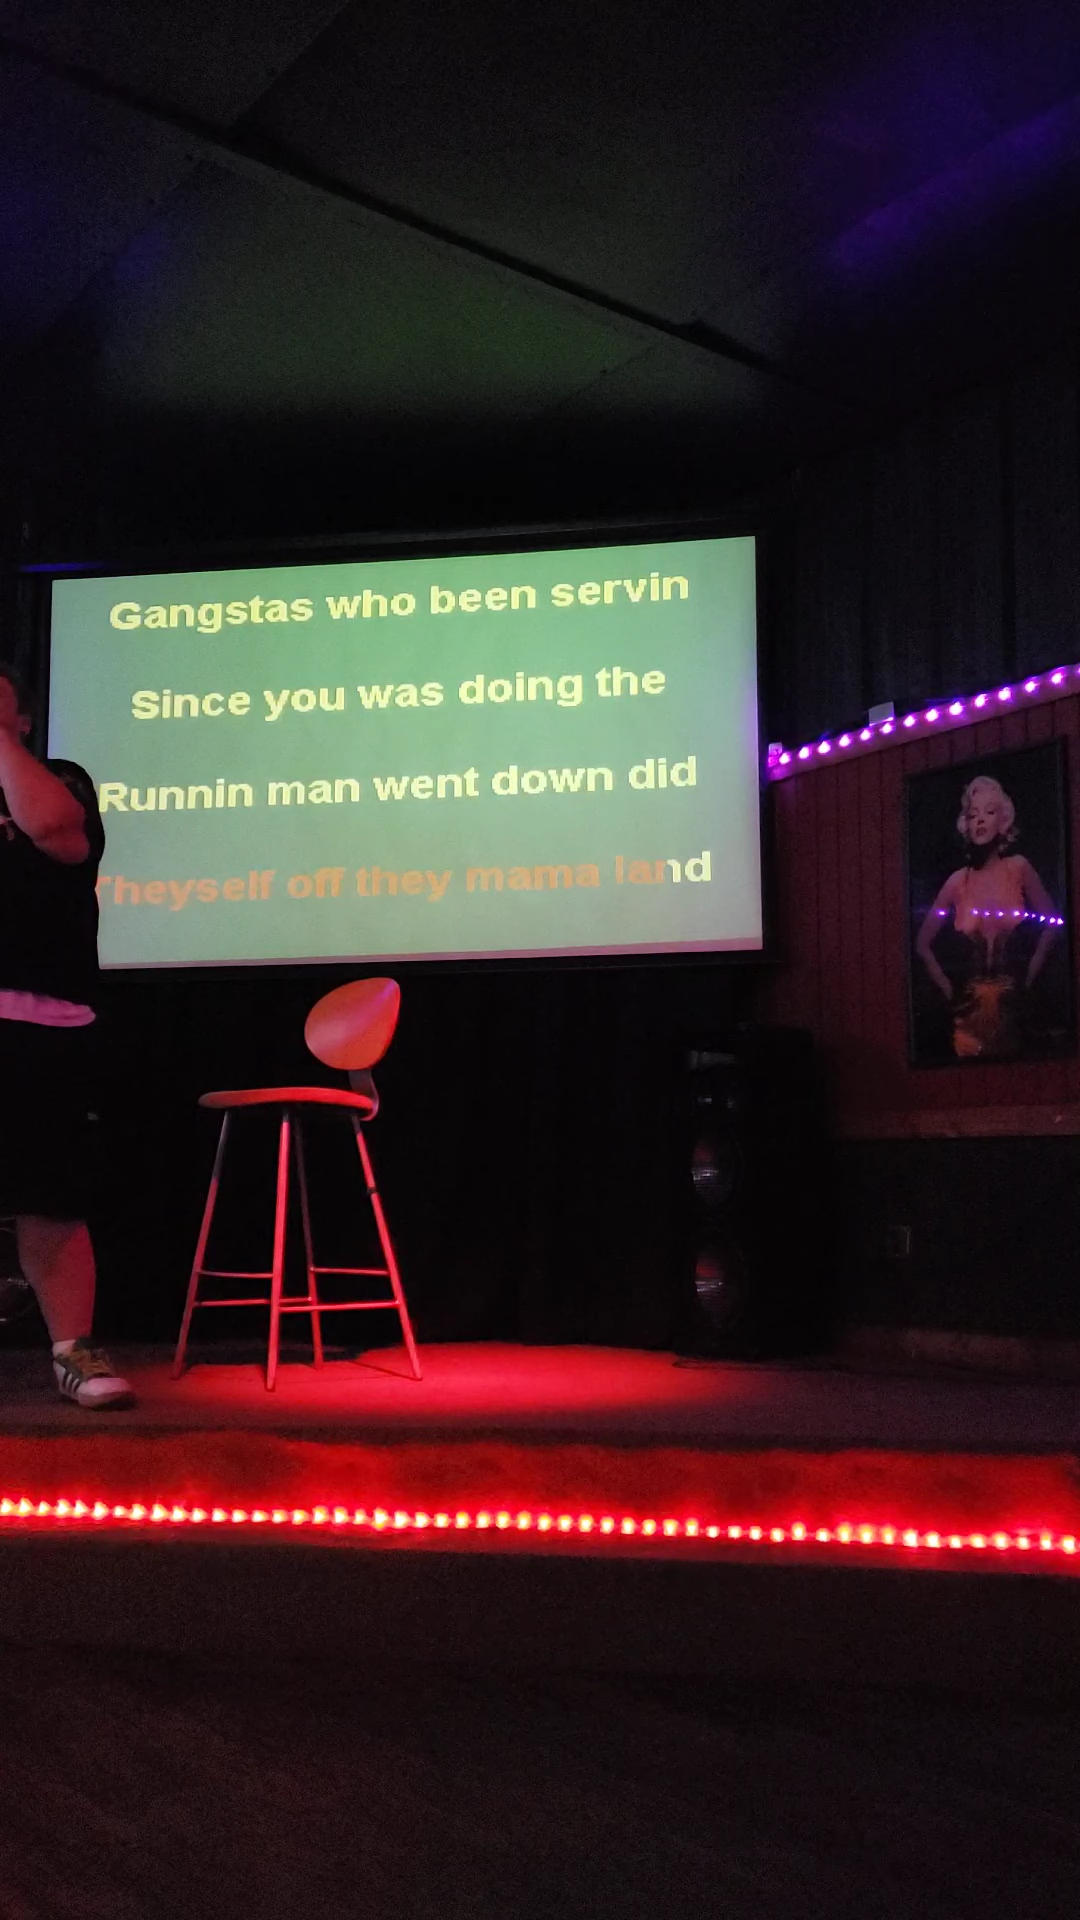 Gangstas who been servin
Since you was doing the
Runnin man went down did
Theyself off they mama land